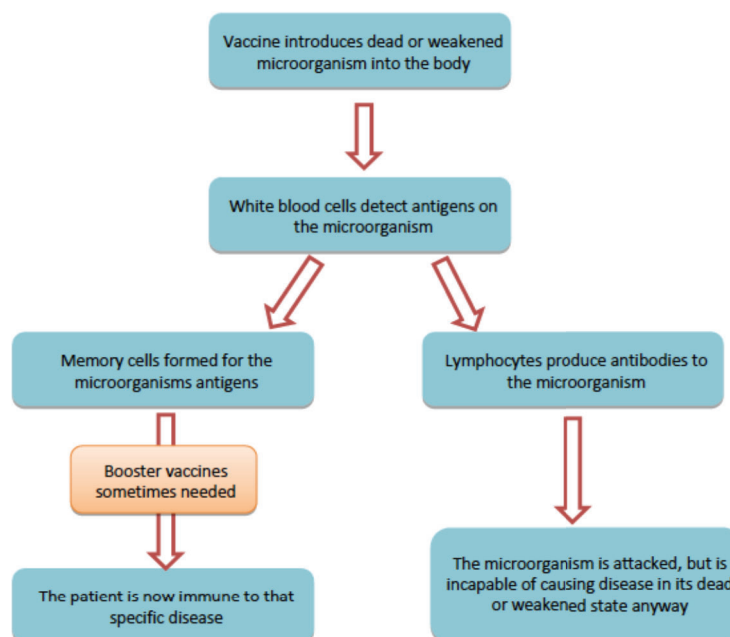 Vaccine introduces dead or weakened
microorganism into the body
White blood cells detect antigens on
the microorganism
Memory cells formed for the
microorganisms antigens
Lymphocytes produce antibodies to
the microorganism
Booster vaccines
sometimes needed
The patient is now immune to that
specific disease
The microorganism is attacked, but is
incapable of causing disease in its dead
or weakened state anyway